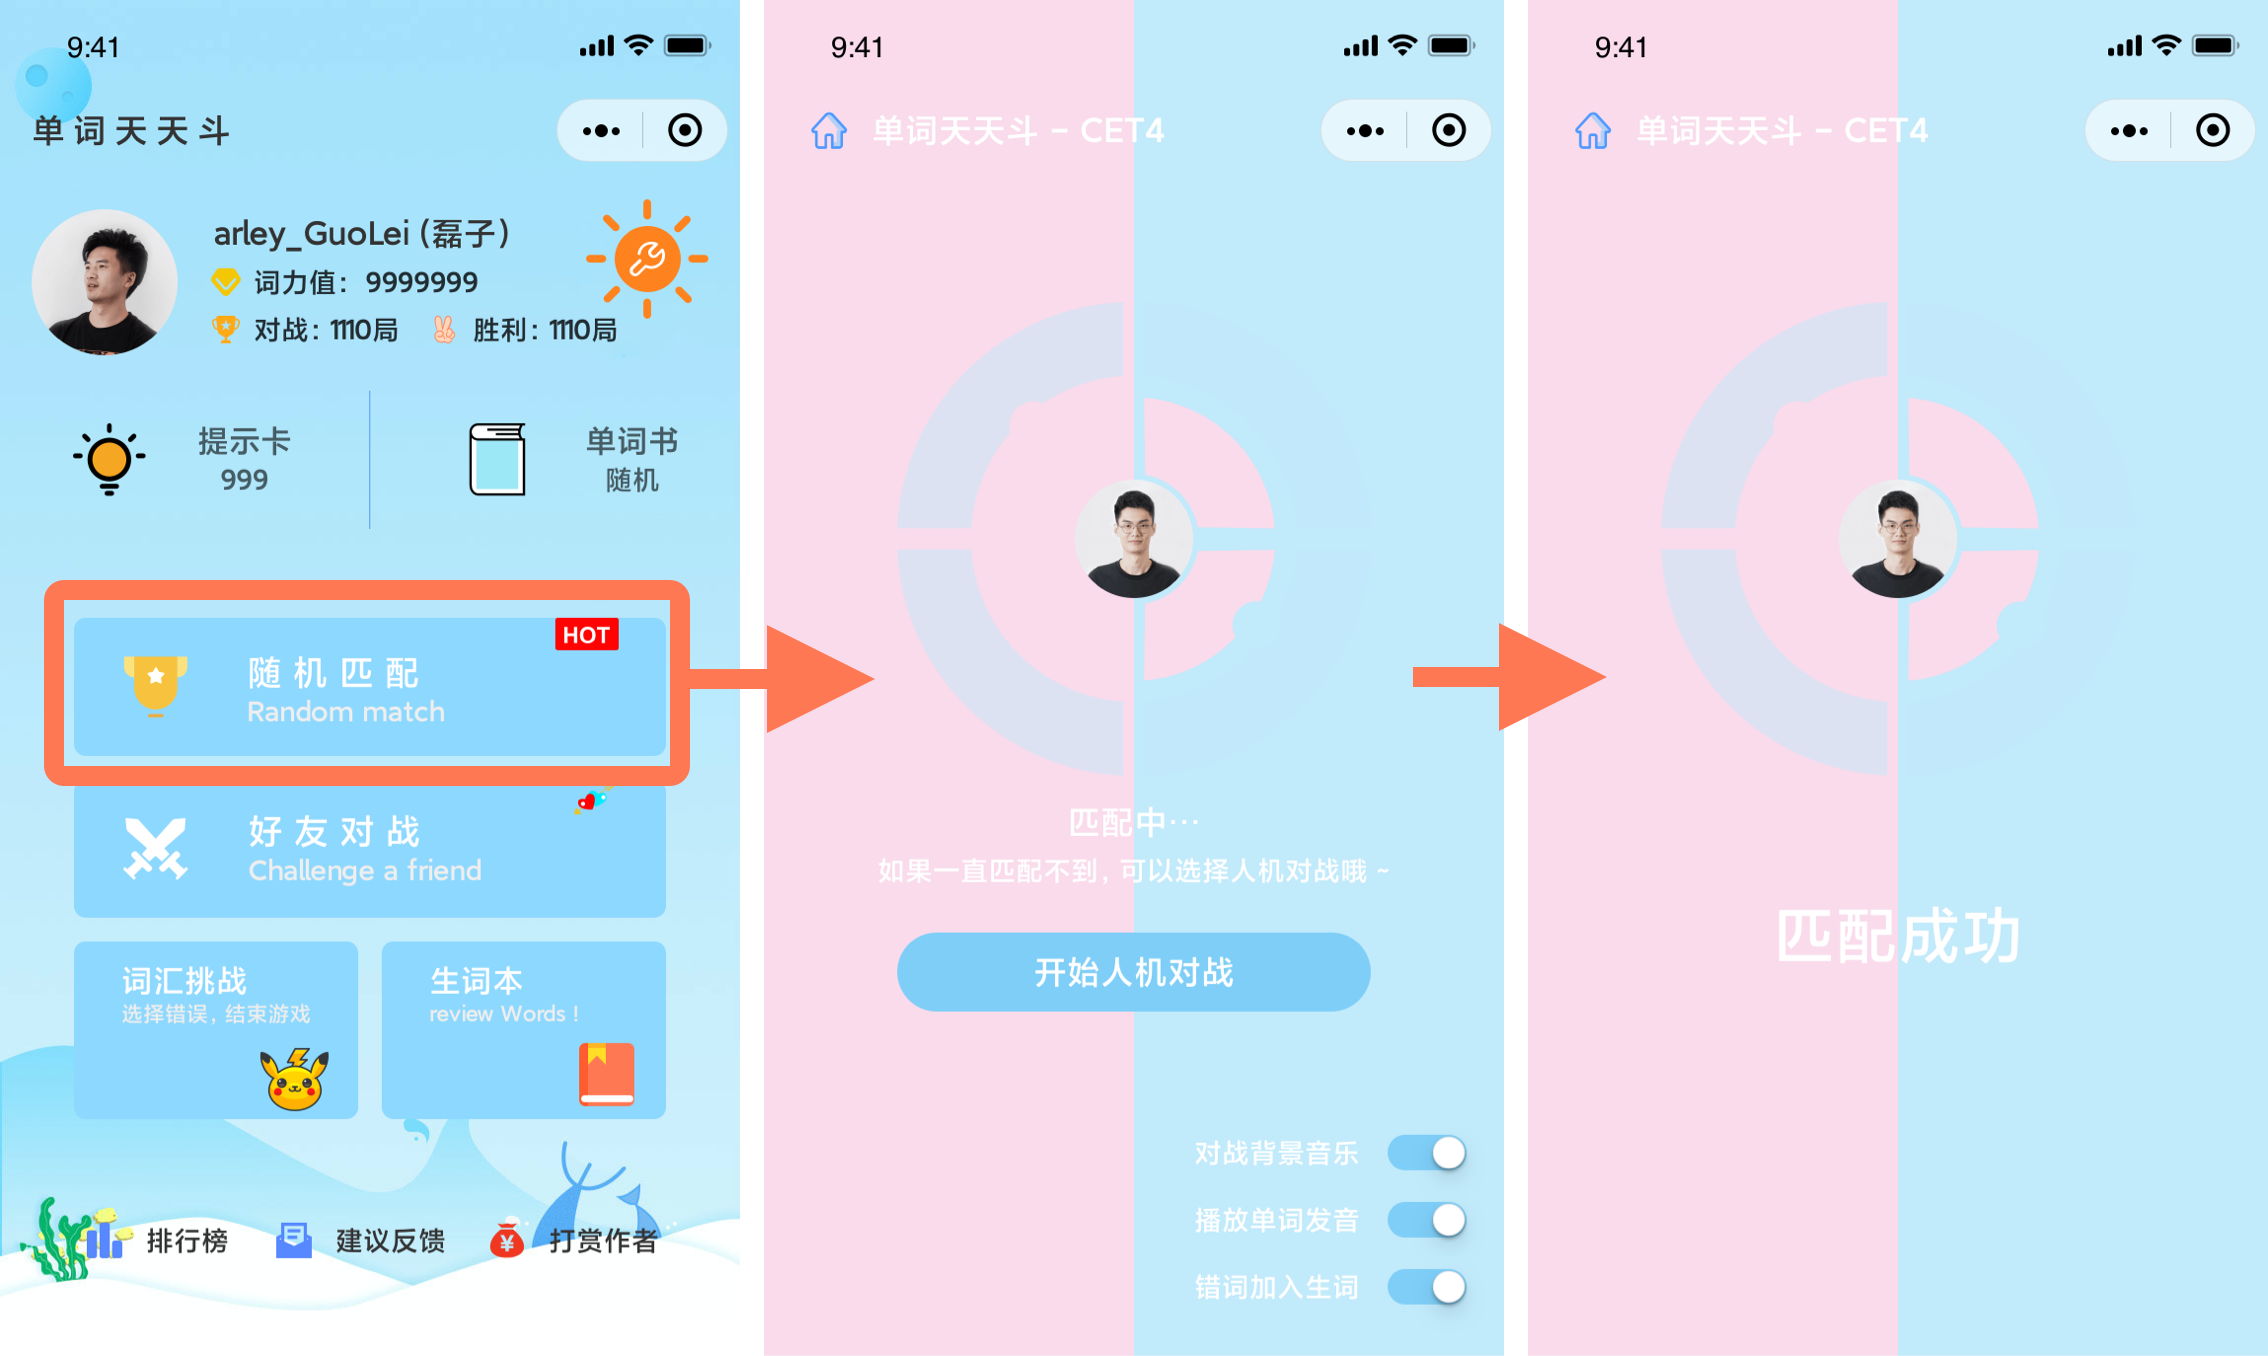 9:41
单词天天斗
arley_GuoLei (磊子)
词力值: 9999999
对战: 1110局 胜利: 1110局
提示卡
999
单词书
随机
HOT
随机匹配
Random match
好友对战
Challenge a friend
词汇挑战
选择错误, 结束游戏
生词本
review Words !
排行榜 建议反馈 ¥ 打赏作者
9:41
单词天天斗 - CET4
匹配中…
如果一直匹配不到, 可以选择人机对战哦 ~
开始人机对战
对战背景音乐
播放单词发音
错词加入生词
9:41
单词天天斗 - CET4
匹配成功